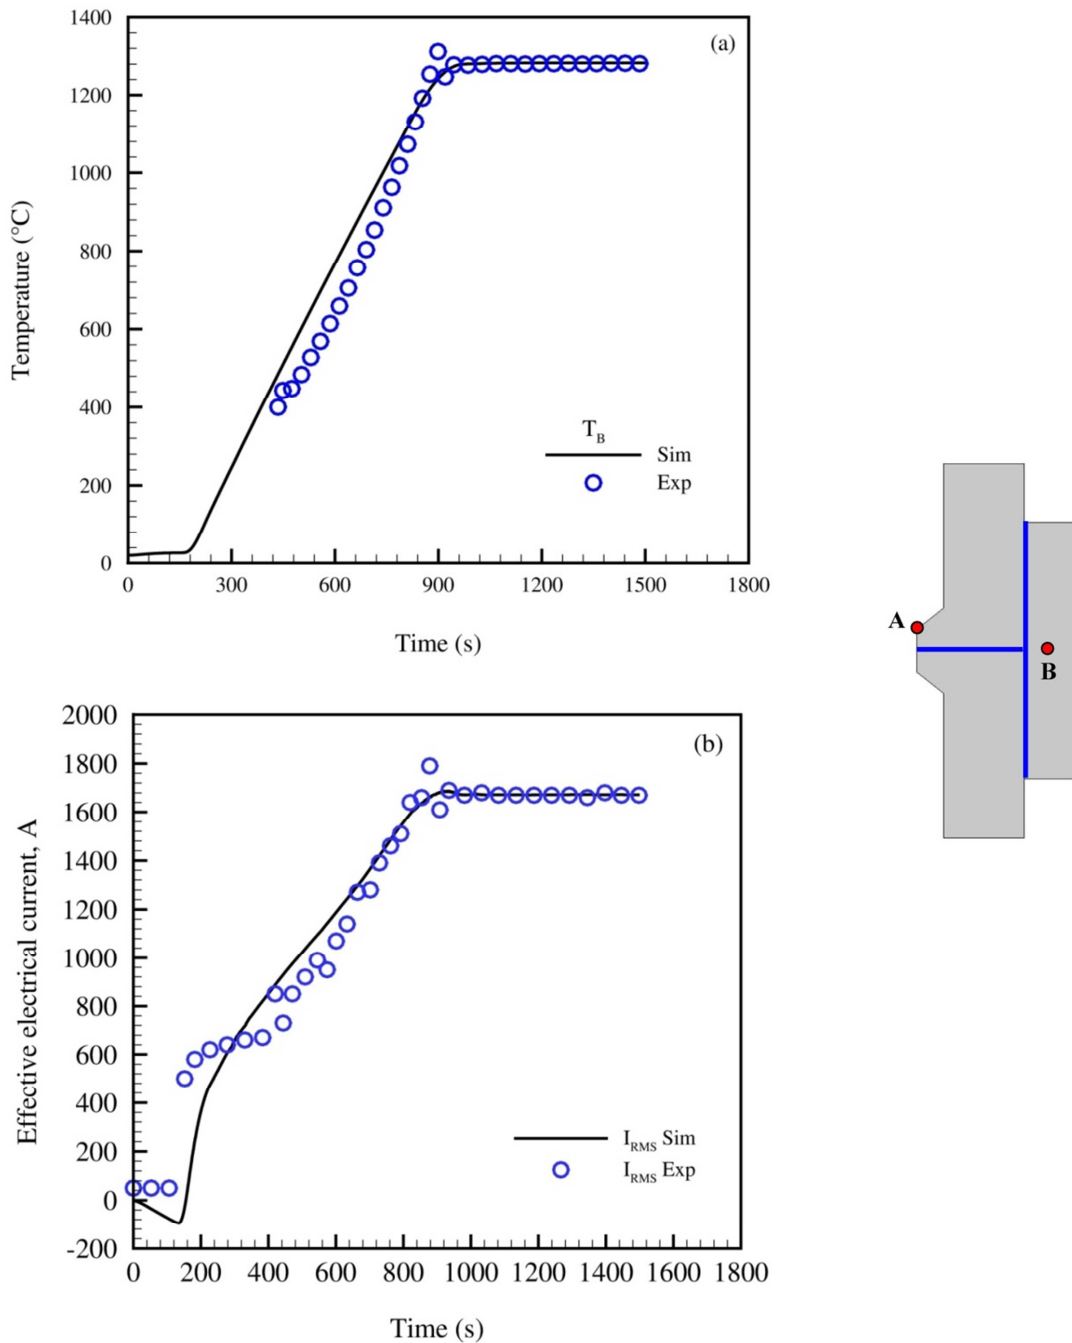 1400
(a)
1200
1000
800
600
400
200
0
Temperature (°C)
T_B
Sim
Exp
0 300 600 900 1200 1500 1800
Time (s)
A
B
2000
(b)
1800
1600
1400
1200
1000
800
600
400
200
0
-200
Effective electrical current, A
I_RMS Sim
I_RMS Exp
0 200 400 600 800 1000 1200 1400 1600 1800
Time (s)